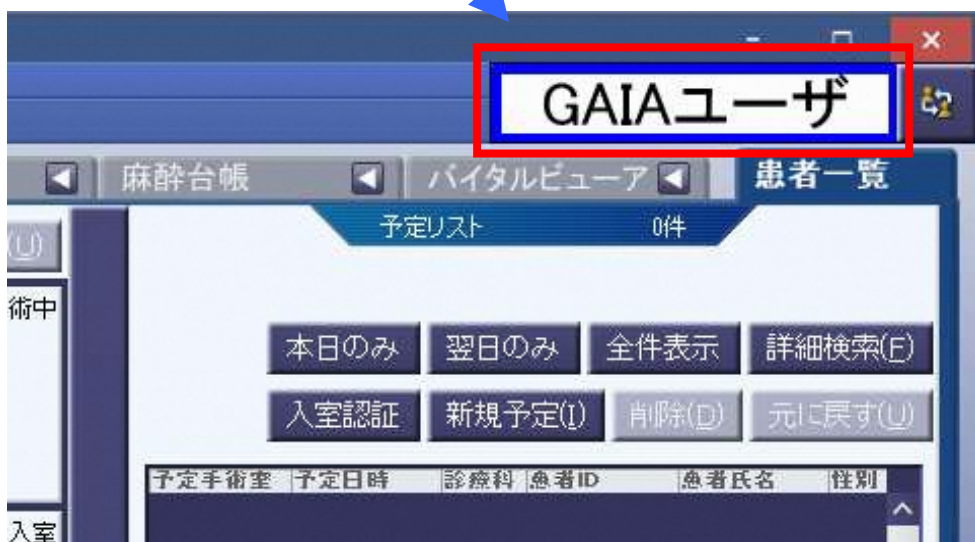 GAIAユーザ
麻酔台帳 バイタルビューア 患者一覧
予定リスト 0件
(U)
術中
本日のみ 翌日のみ 全件表示 詳細検索(F)
入室認証 新規予定(I) 削除(D) 元に戻す(U)
予定手術室 予定日時 診療科 患者ID 患者氏名 性別
入室